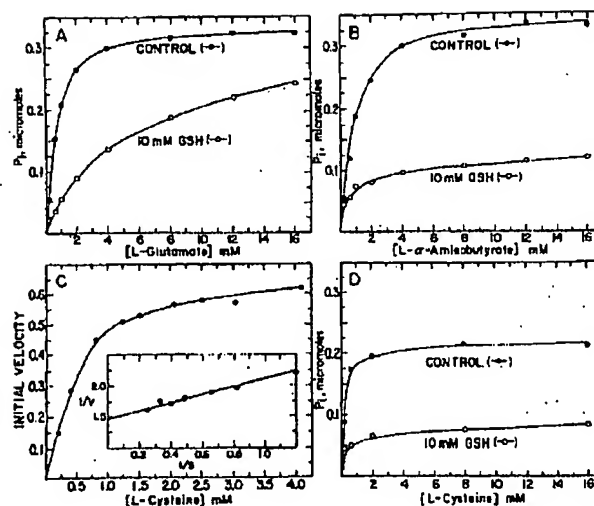 A
CONTROL (-•-)
10 mM GSH (-o-)
Pi, micromoles
0.3
0.2
0.1
0 2 4 6 8 10 12 14 16
[L-Glutamate] mM
B
CONTROL (-•-)
10 mM GSH (-o-)
Pi, micromoles
0.3
0.2
0.1
0 2 4 6 8 10 12 14 16
[L-α-Aminobutyrate] mM
C
INITIAL VELOCITY
0.6
0.5
0.4
0.3
0.2
0.1
0.5 1.0 1.5 2.0 2.5 3.0 3.5 4.0
[L-Cysteine] mM
1/V
2.0
1.5
0.2 0.4 0.6 0.8 1.0
1/S
D
CONTROL (-•-)
10 mM GSH (-o-)
Pi, micromoles
0.3
0.2
0.1
0 2 4 6 8 10 12 14 16
[L-Cysteine] mM